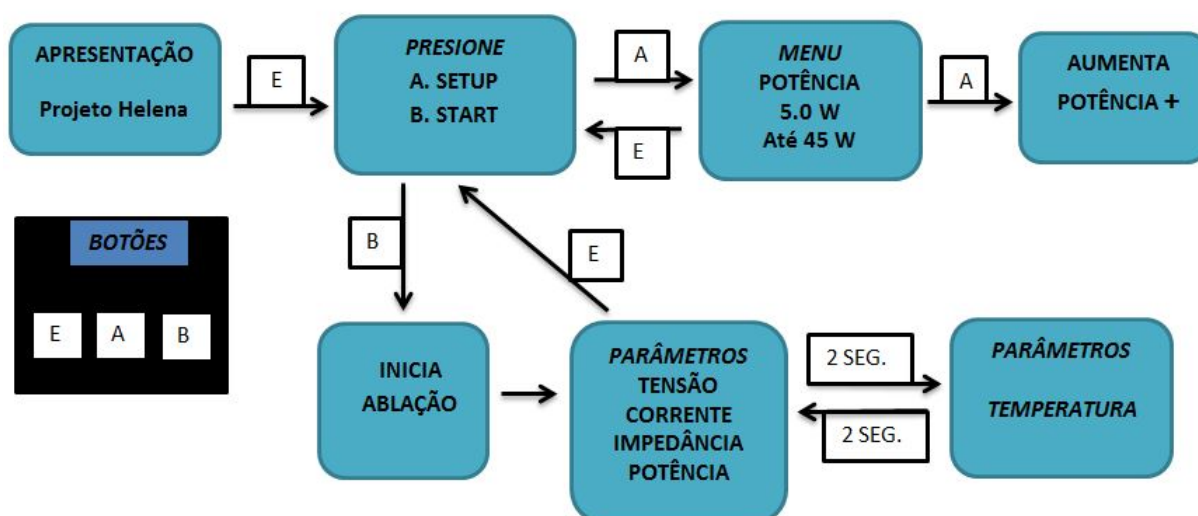 APRESENTAÇÃO
Projeto Helena
E
PRESIONE
A. SETUP
B. START
A
E
MENU
POTÊNCIA
5.0 W
Até 45 W
A
AUMENTA
POTÊNCIA +
BOTÕES
E A B
B
E
INICIA
ABLAÇÃO
PARÂMETROS
TENSÃO
CORRENTE
IMPEDÂNCIA
POTÊNCIA
2 SEG.
2 SEG.
PARÂMETROS
TEMPERATURA